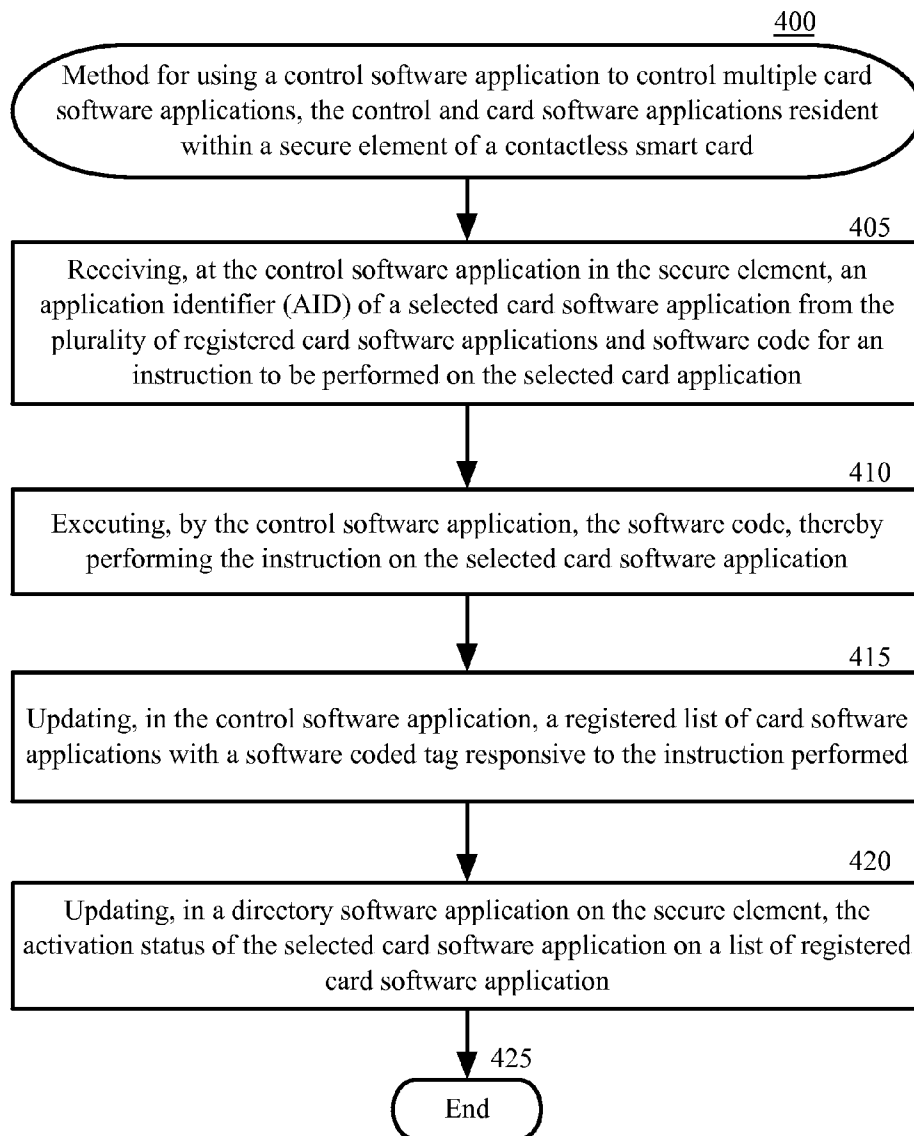 400
Method for using a control software application to control multiple card
software applications, the control and card software applications resident
within a secure element of a contactless smart card
405
Receiving, at the control software application in the secure element, an
application identifier (AID) of a selected card software application from the
plurality of registered card software applications and software code for an
instruction to be performed on the selected card application
410
Executing, by the control software application, the software code, thereby
performing the instruction on the selected card software application
415
Updating, in the control software application, a registered list of card software
applications with a software coded tag responsive to the instruction performed
420
Updating, in a directory software application on the secure element, the
activation status of the selected card software application on a list of registered
card software application
425
End